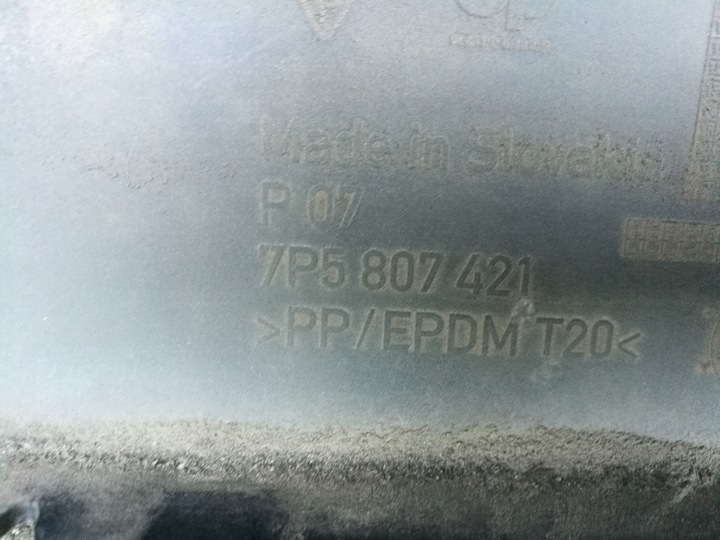 Made in Slovakia
P 07
7P5 807 421
>PP/EPDM T20<